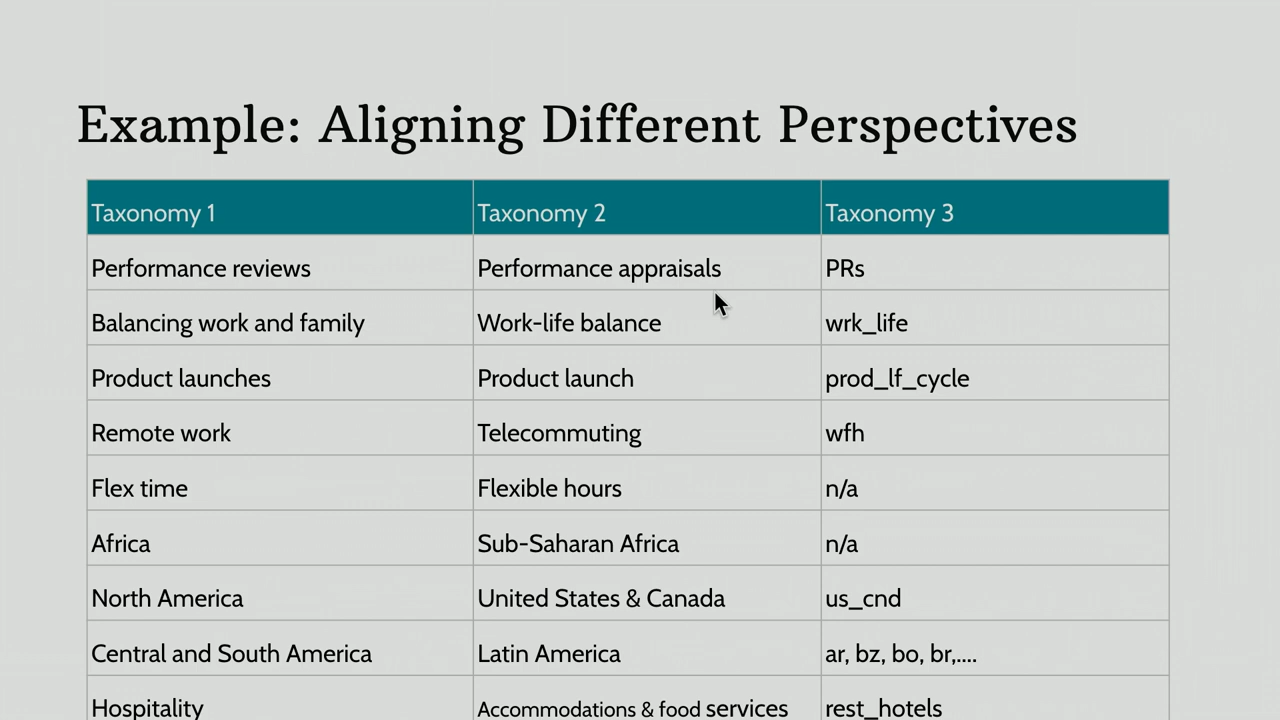 Example: Aligning Different Perspectives
Taxonomy 1 Taxonomy 2 Taxonomy 3
Performance reviews Performance appraisals PRs
Balancing work and family Work-life balance wrk_life
Product launches Product launch prod_lf_cycle
Remote work Telecommuting wfh
Flex time Flexible hours n/a
Africa Sub-Saharan Africa n/a
North America United States & Canada us_cnd
Central and South America Latin America ar, bz, bo, br,....
Hospitality Accommodations & food services rest_hotels